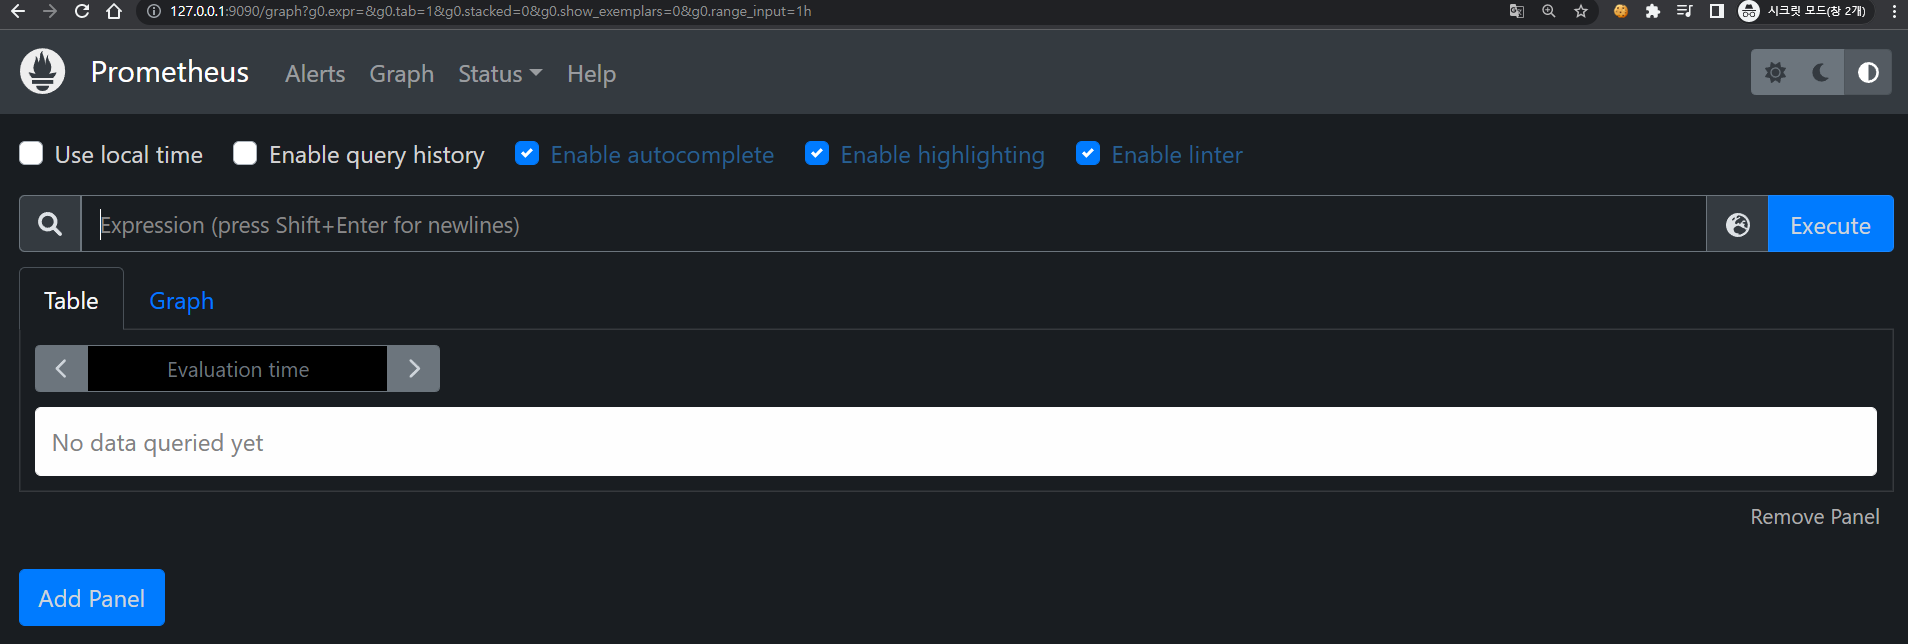 127.0.0.1:9090/graph?g0.expr=&g0.tab=1&g0.stacked=0&g0.show_exemplars=0&g0.range_input=1h 시크릿 모드(창 2개)
Prometheus Alerts Graph Status Help
Use local time Enable query history Enable autocomplete Enable highlighting Enable linter
Expression (press Shift+Enter for newlines) Execute
Table Graph
Evaluation time
No data queried yet
Remove Panel
Add Panel